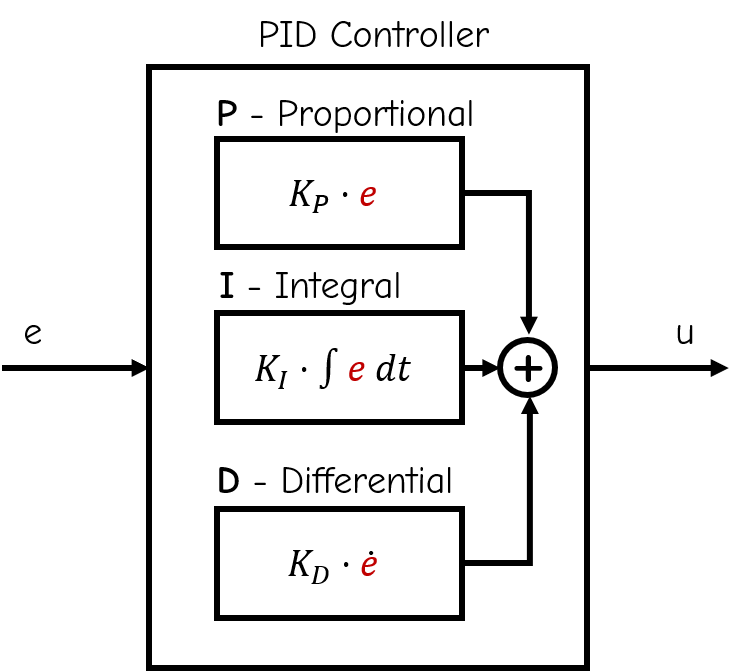 PID Controller
P - Proportional
K_P · e
I - Integral
e
K_I · ∫ e dt
+
u
D - Differential
K_D · ė